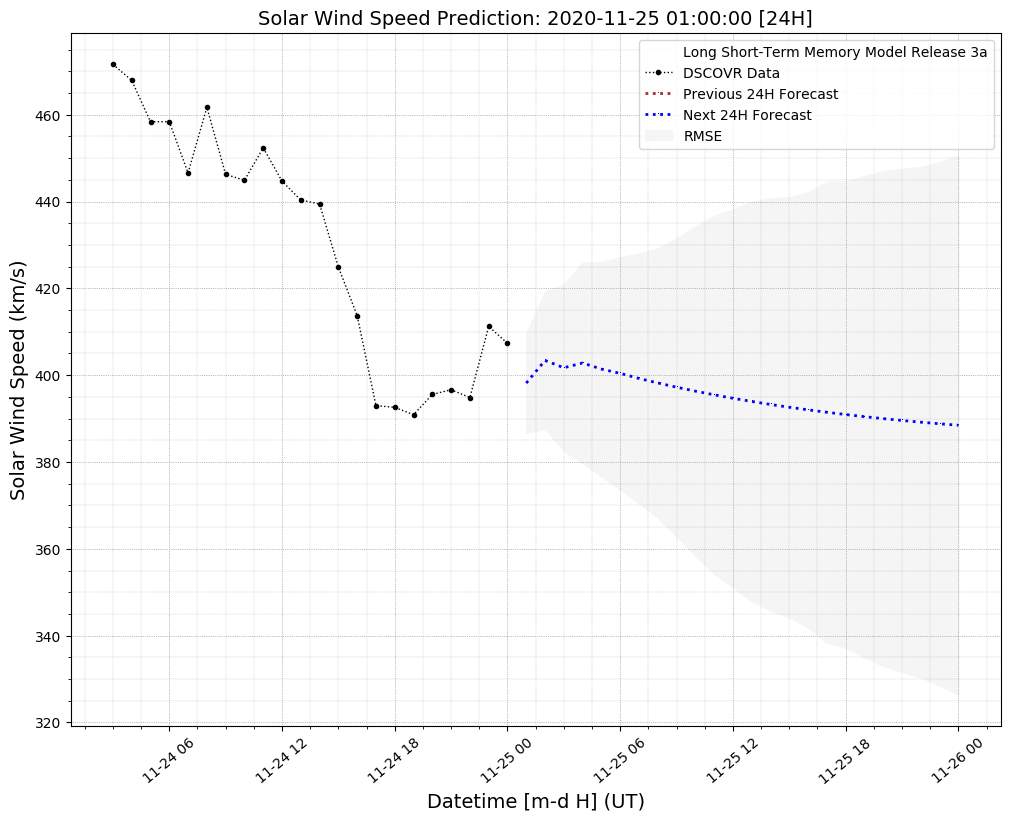 Solar Wind Speed Prediction: 2020-11-25 01:00:00 [24H]
Long Short-Term Memory Model Release 3a
DSCOVR Data
Previous 24H Forecast
Next 24H Forecast
RMSE
Solar Wind Speed (km/s)
460
440
420
400
380
360
340
320
11-24 06
11-24 12
11-24 18
11-25 00
11-25 06
11-25 12
11-25 18
11-26 00
Datetime [m-d H] (UT)